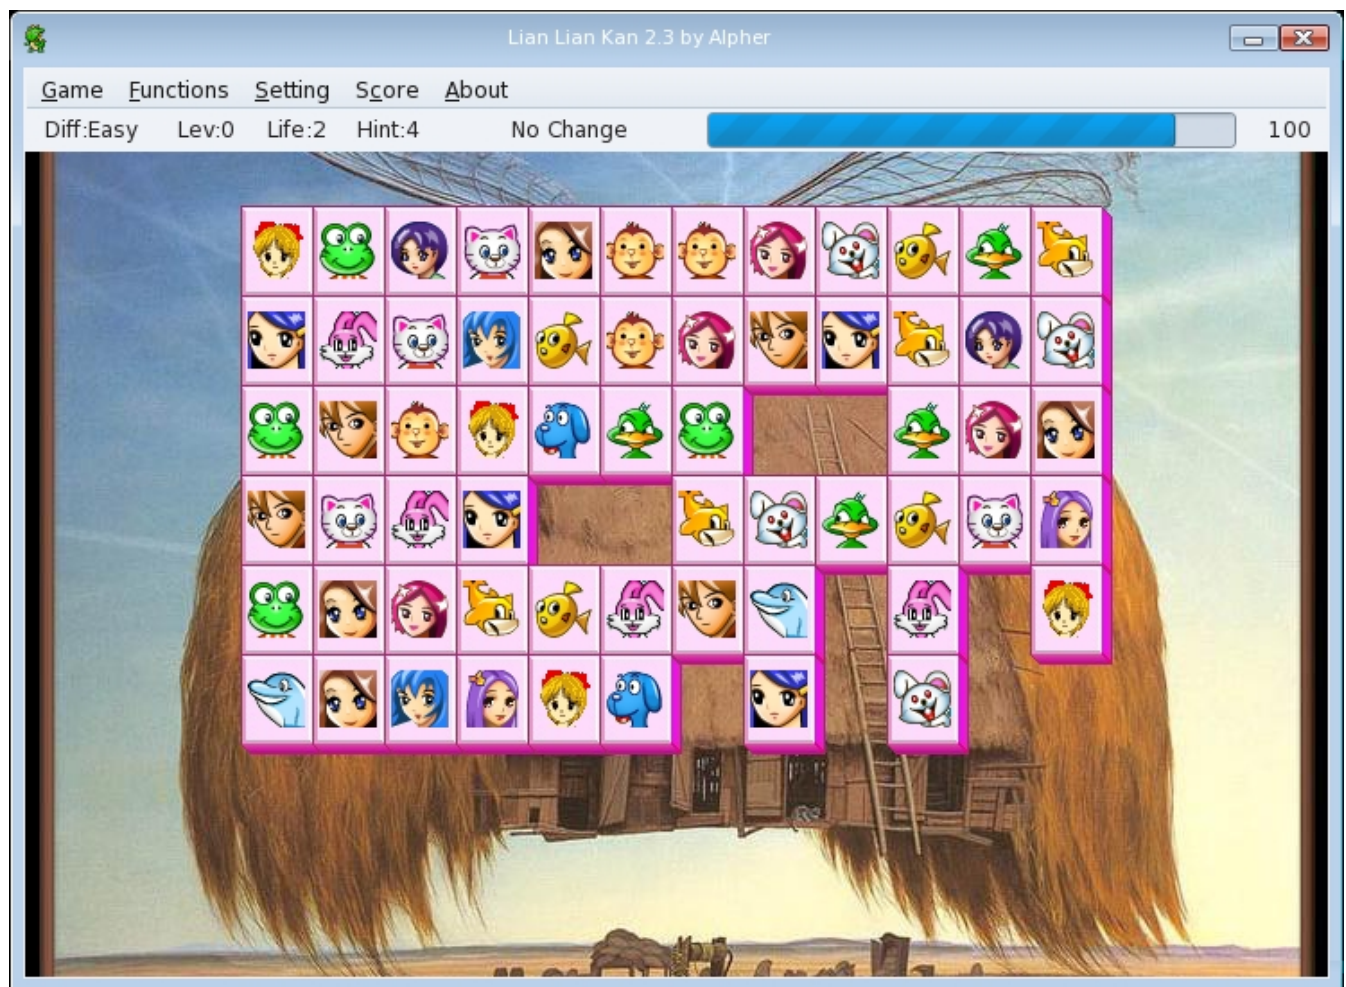 Lian Lian Kan 2.3 by Alpher
Game Functions Setting Score About
Diff:Easy Lev:0 Life:2 Hint:4 No Change 100